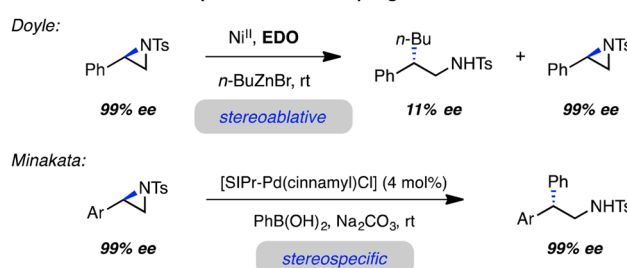 Doyle:
NTs
Ph
99% ee
Ni^II, EDO
n-BuZnBr, rt
stereoablative
n-Bu
Ph
NHTs
11% ee
+
NTs
Ph
99% ee
Minakata:
NTs
Ar
99% ee
[SIPr-Pd(cinnamyl)Cl] (4 mol%)
PhB(OH)₂, Na₂CO₃, rt
stereospecific
Ph
Ar
NHTs
99% ee